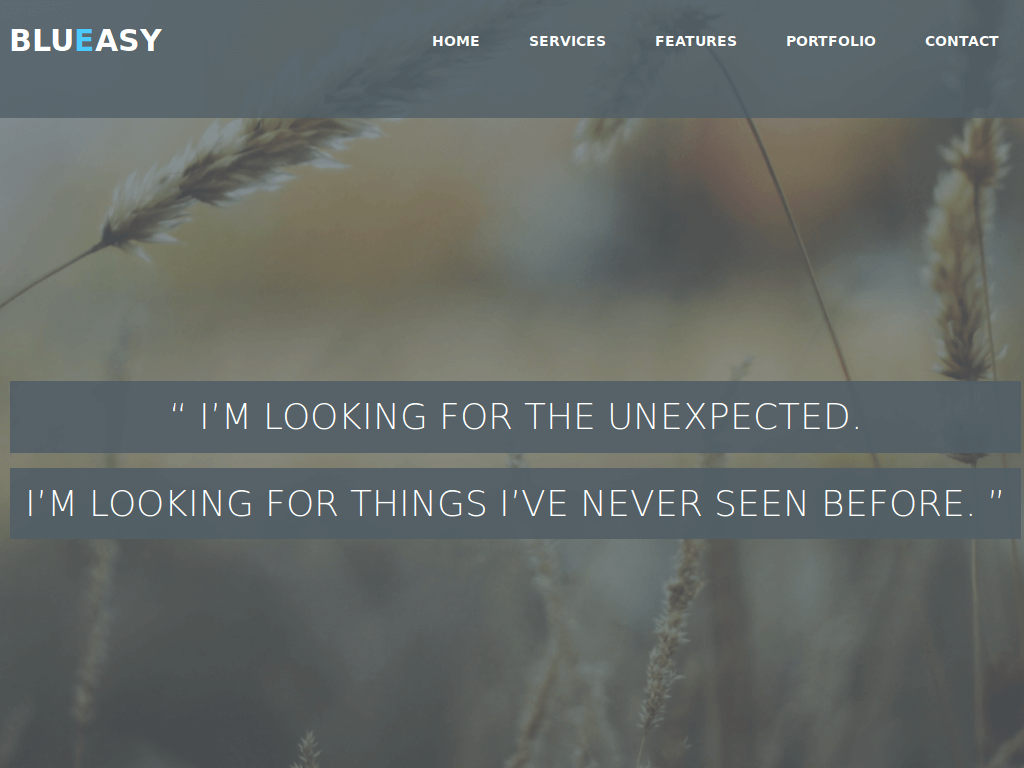 BLUEASY
HOME SERVICES FEATURES PORTFOLIO CONTACT
“ I’M LOOKING FOR THE UNEXPECTED.
I’M LOOKING FOR THINGS I’VE NEVER SEEN BEFORE. ”